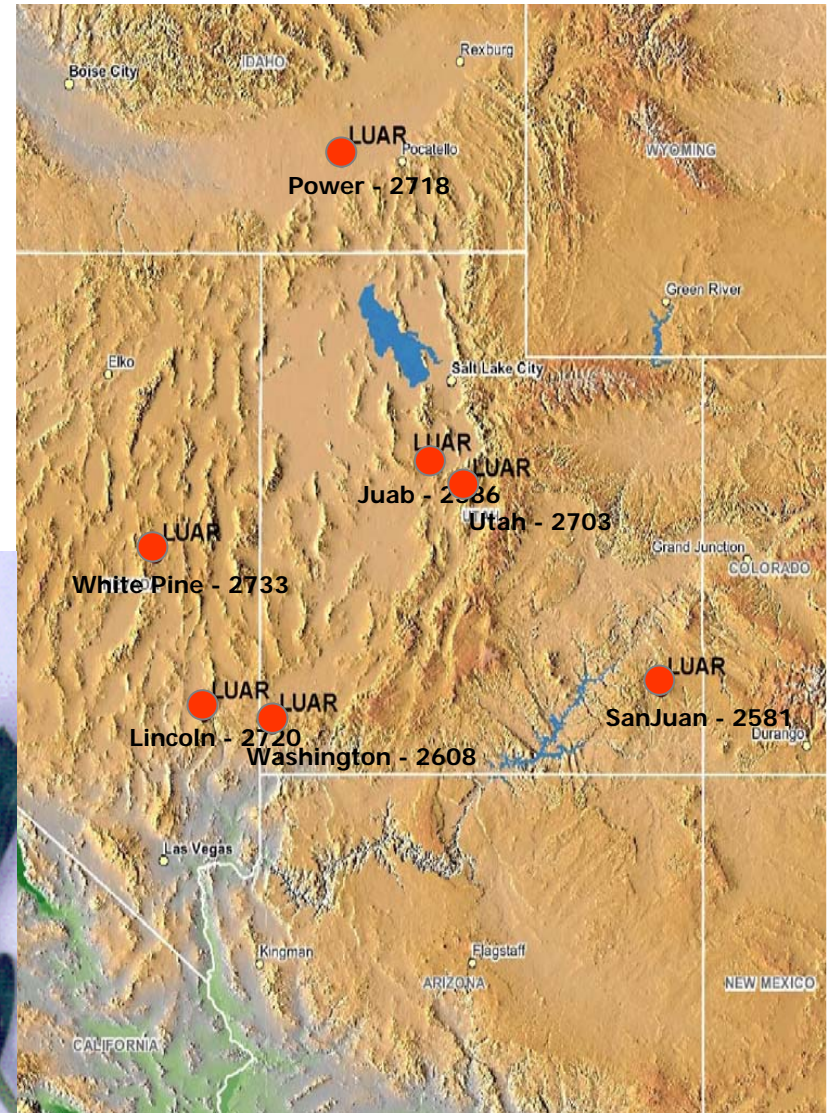 Rexburg
Boise City
IDAHO
LUAR
Pocatello
WYOMING
Power - 2718
Green River
Elko
Salt Lake City
LUAR
LUAR
Juab -
Utah - 2703
LUAR
Grand Junction
COLORADO
White Pine - 2733
LUAR
LUAR
LUAR
SanJuan - 2581
Lincoln - 2720
Durango
Washington - 2608
Las Vegas
Kingman
Flagstaff
ARIZONA
NEW MEXICO
CALIFORNIA